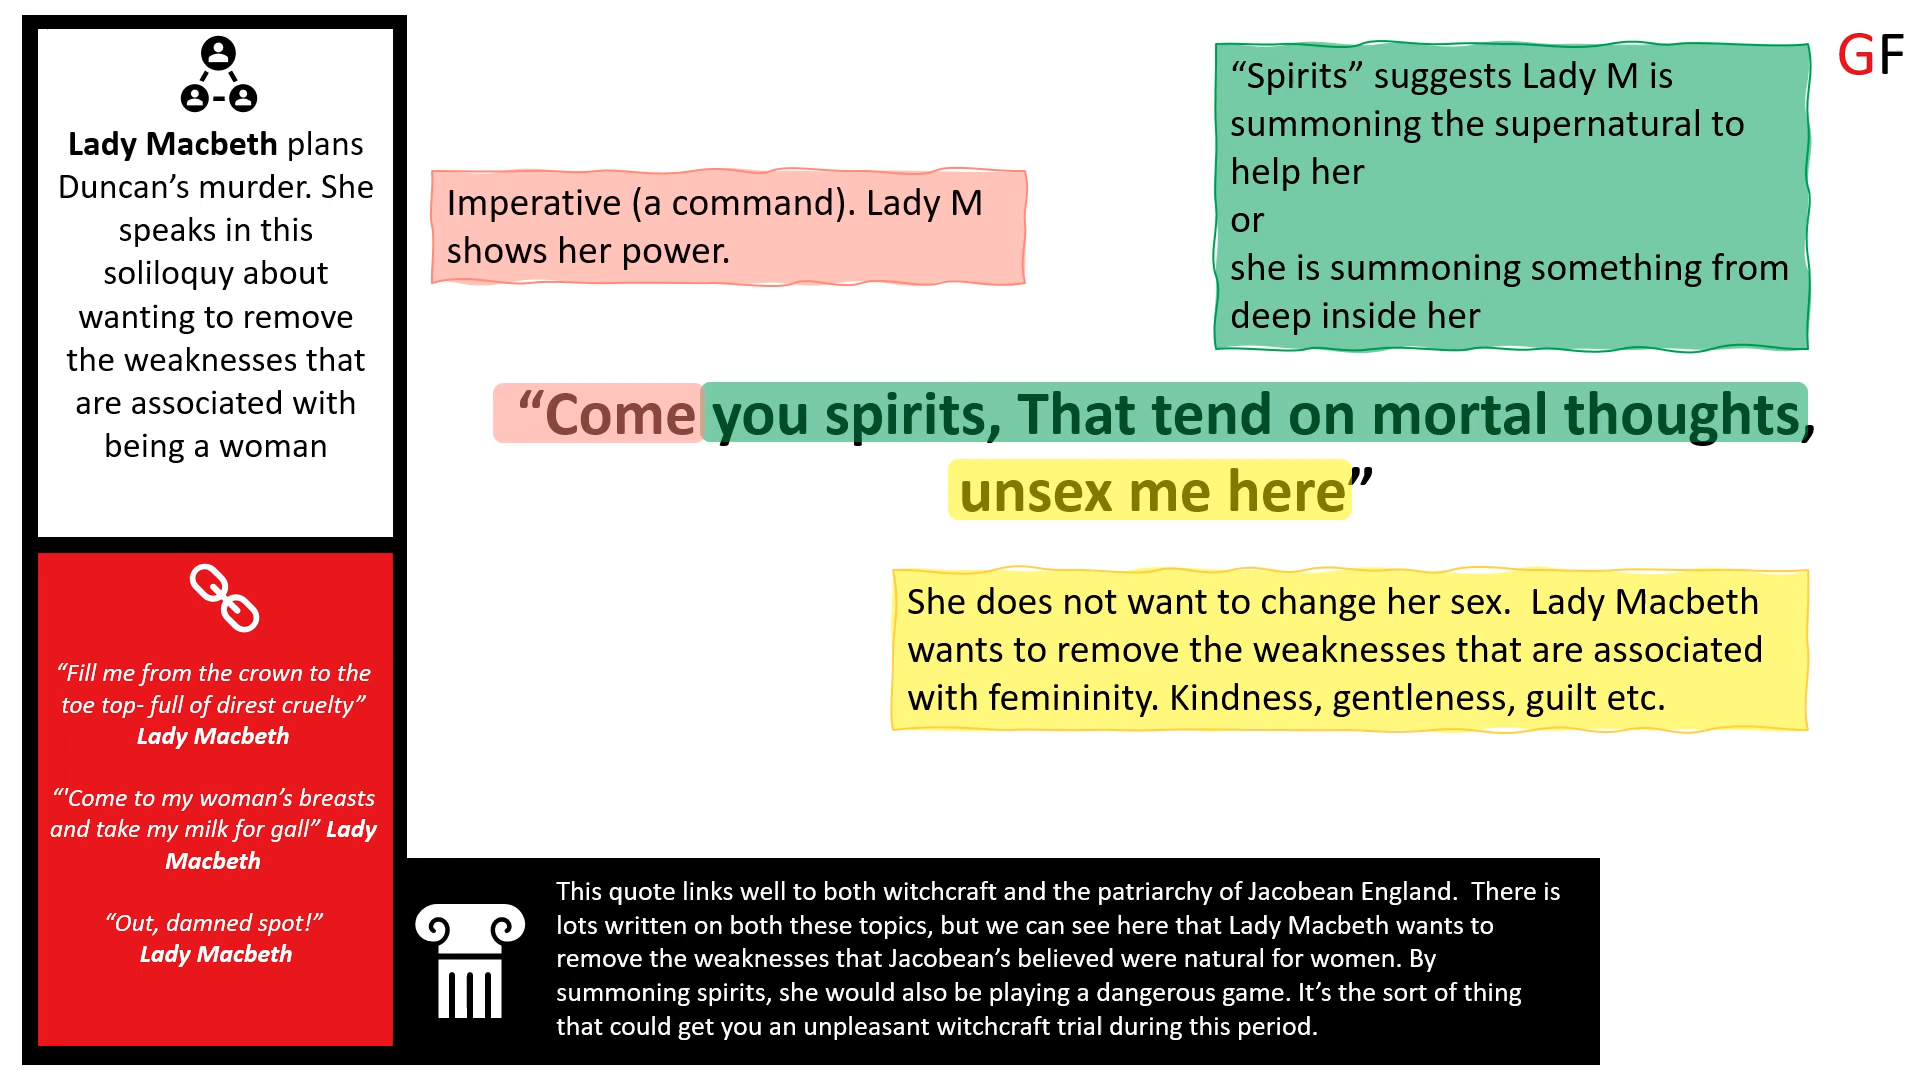 Lady Macbeth plans
Duncan’s murder. She
speaks in this
soliloquy about
wanting to remove
the weaknesses that
are associated with
being a woman
“Fill me from the crown to the
toe top- full of direst cruelty”
Lady Macbeth
“'Come to my woman’s breasts
and take my milk for gall” Lady
Macbeth
“Out, damned spot!”
Lady Macbeth
Imperative (a command). Lady M
shows her power.
“Spirits” suggests Lady M is
summoning the supernatural to
help her
or
she is summoning something from
deep inside her
GF
“Come you spirits, That tend on mortal thoughts,
unsex me here”
She does not want to change her sex.  Lady Macbeth
wants to remove the weaknesses that are associated
with femininity. Kindness, gentleness, guilt etc.
This quote links well to both witchcraft and the patriarchy of Jacobean England.  There is
lots written on both these topics, but we can see here that Lady Macbeth wants to
remove the weaknesses that Jacobean’s believed were natural for women. By
summoning spirits, she would also be playing a dangerous game. It’s the sort of thing
that could get you an unpleasant witchcraft trial during this period.